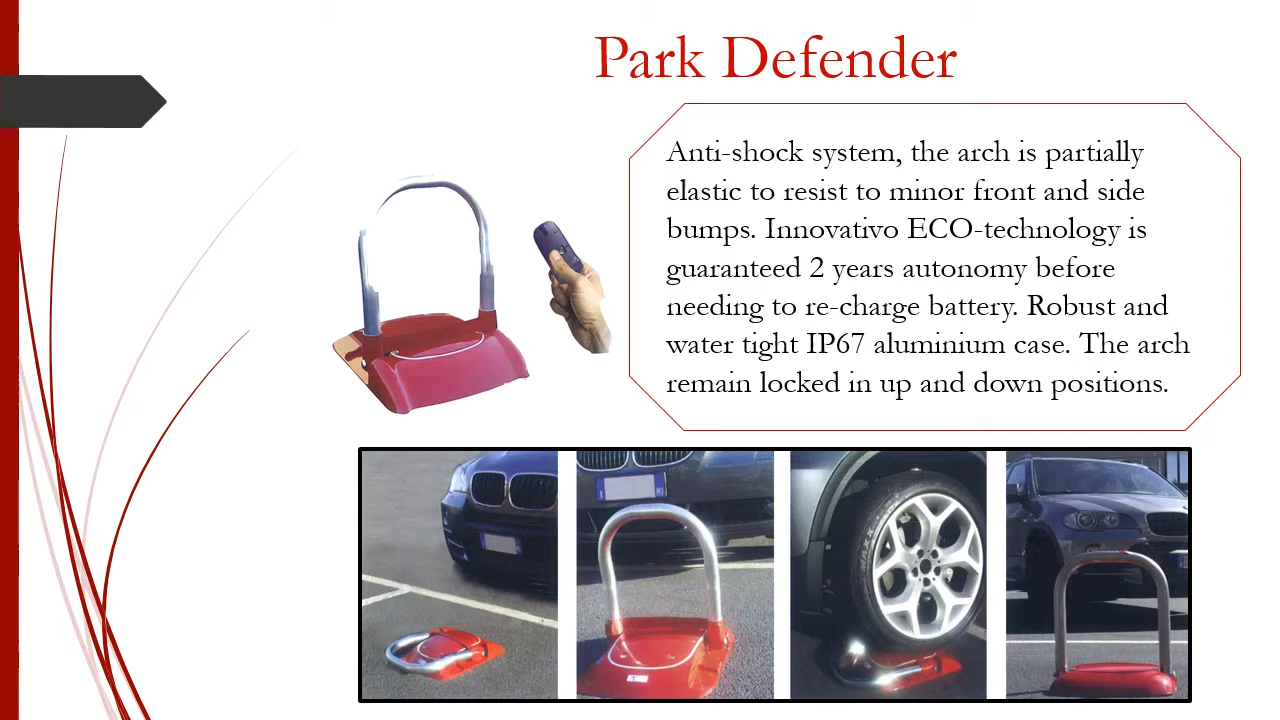 Park Defender
Anti-shock system, the arch is partially
elastic to resist to minor front and side
bumps. Innovativo ECO-technology is
guaranteed 2 years autonomy before
needing to re-charge battery. Robust and
water tight IP67 aluminium case. The arch
remain locked in up and down positions.